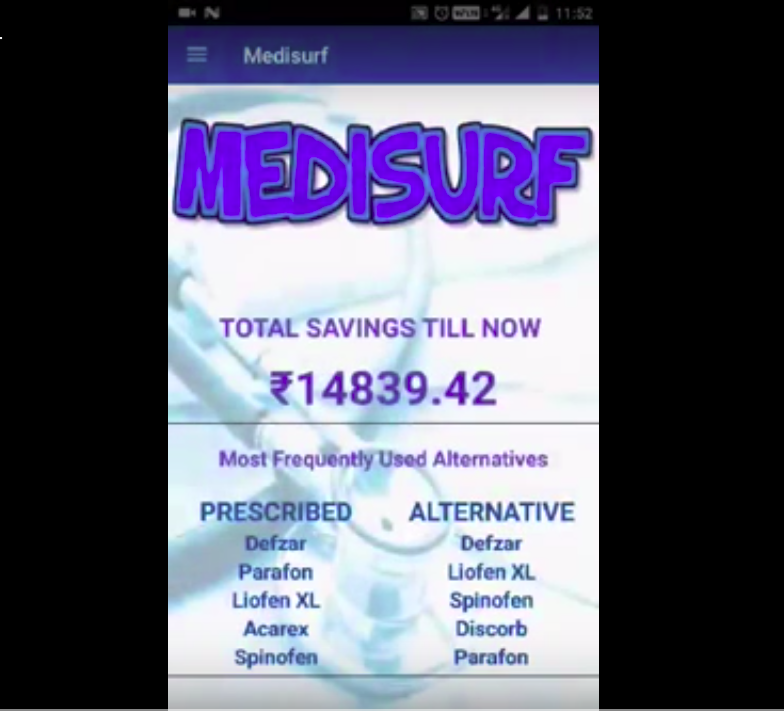 11:52
Medisurf
MEDISURF
TOTAL SAVINGS TILL NOW
₹14839.42
Most Frequently Used Alternatives
PRESCRIBED ALTERNATIVE
Defzar Defzar
Parafon Liofen XL
Liofen XL Spinofen
Acarex Discorb
Spinofen Parafon